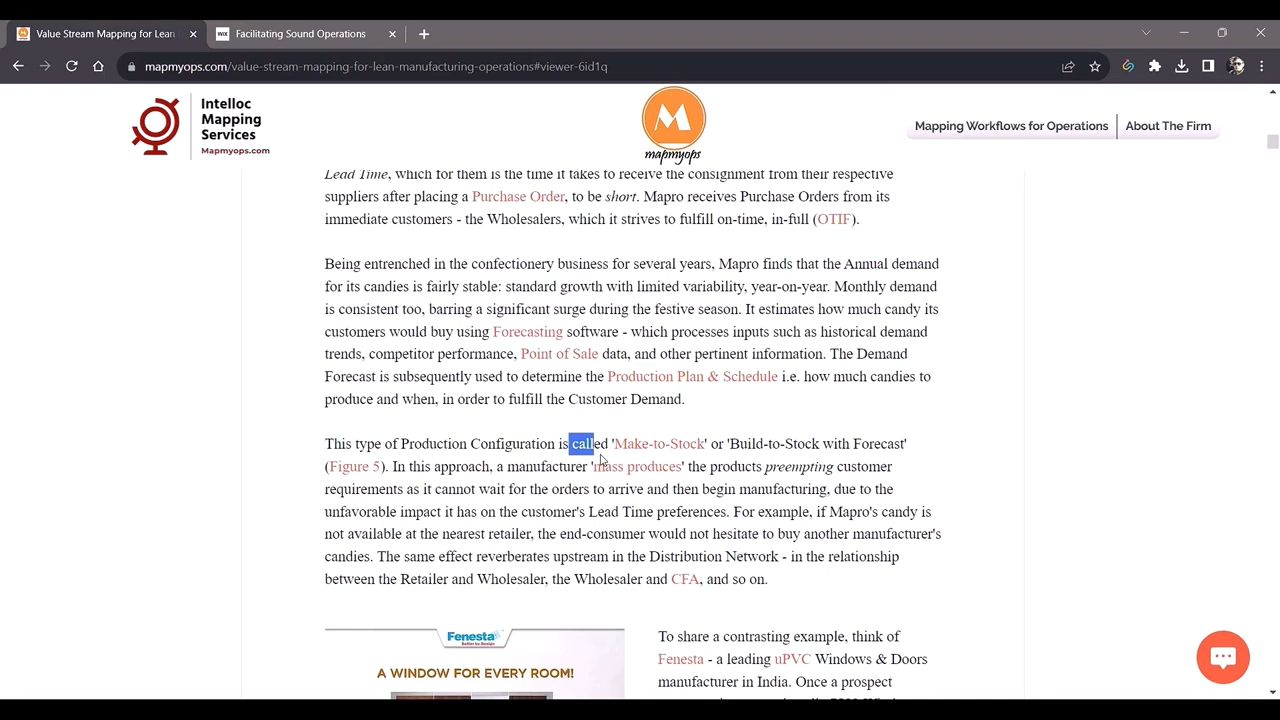 Value Stream Mapping for Lean
Facilitating Sound Operations
mapmyops.com/value-stream-mapping-for-lean-manufacturing-operations#viewer-6id1q
Intelloc
Mapping
Services
Mapmyops.com
M
mapmyops
Mapping Workflows for Operations
About The Firm
Lead Time, which for them is the time it takes to receive the consignment from their respective
suppliers after placing a Purchase Order, to be short. Mapro receives Purchase Orders from its
immediate customers - the Wholesalers, which it strives to fulfill on-time, in-full (OTIF).
Being entrenched in the confectionery business for several years, Mapro finds that the Annual demand
for its candies is fairly stable: standard growth with limited variability, year-on-year. Monthly demand
is consistent too, barring a significant surge during the festive season. It estimates how much candy its
customers would buy using Forecasting software - which processes inputs such as historical demand
trends, competitor performance, Point of Sale data, and other pertinent information. The Demand
Forecast is subsequently used to determine the Production Plan & Schedule i.e. how much candies to
produce and when, in order to fulfill the Customer Demand.
This type of Production Configuration is called 'Make-to-Stock' or 'Build-to-Stock with Forecast'
(Figure 5). In this approach, a manufacturer 'mass produces' the products preempting customer
requirements as it cannot wait for the orders to arrive and then begin manufacturing, due to the
unfavorable impact it has on the customer's Lead Time preferences. For example, if Mapro's candy is
not available at the nearest retailer, the end-consumer would not hesitate to buy another manufacturer's
candies. The same effect reverberates upstream in the Distribution Network - in the relationship
between the Retailer and Wholesaler, the Wholesaler and CFA, and so on.
Fenesta
Better by Design
A WINDOW FOR EVERY ROOM!
To share a contrasting example, think of
Fenesta - a leading uPVC Windows & Doors
manufacturer in India. Once a prospect